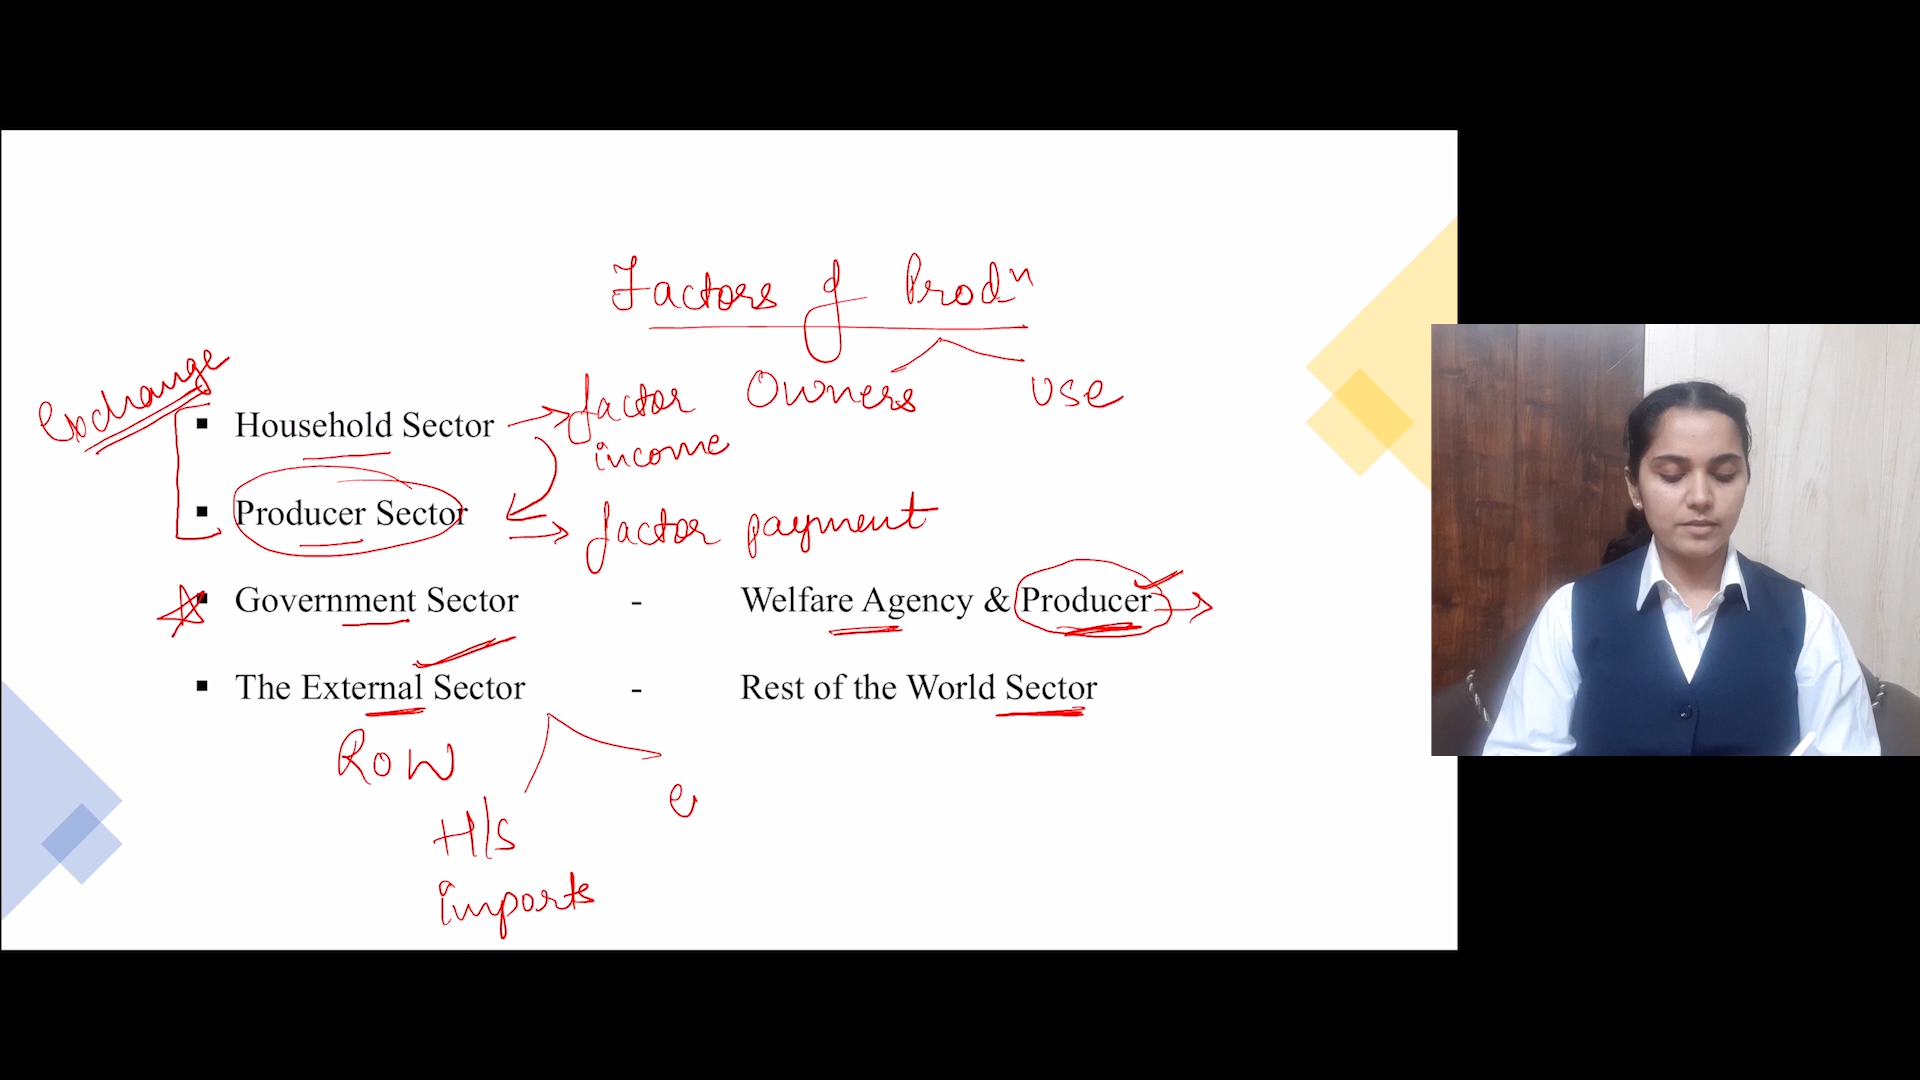 Factors of Prodn
Owners use
exchange
▪ Household Sector → factor income
▪ Producer Sector → factor payment
▪ Government Sector - Welfare Agency & Producer →
▪ The External Sector - Rest of the World Sector
ROW
H/S e
imports